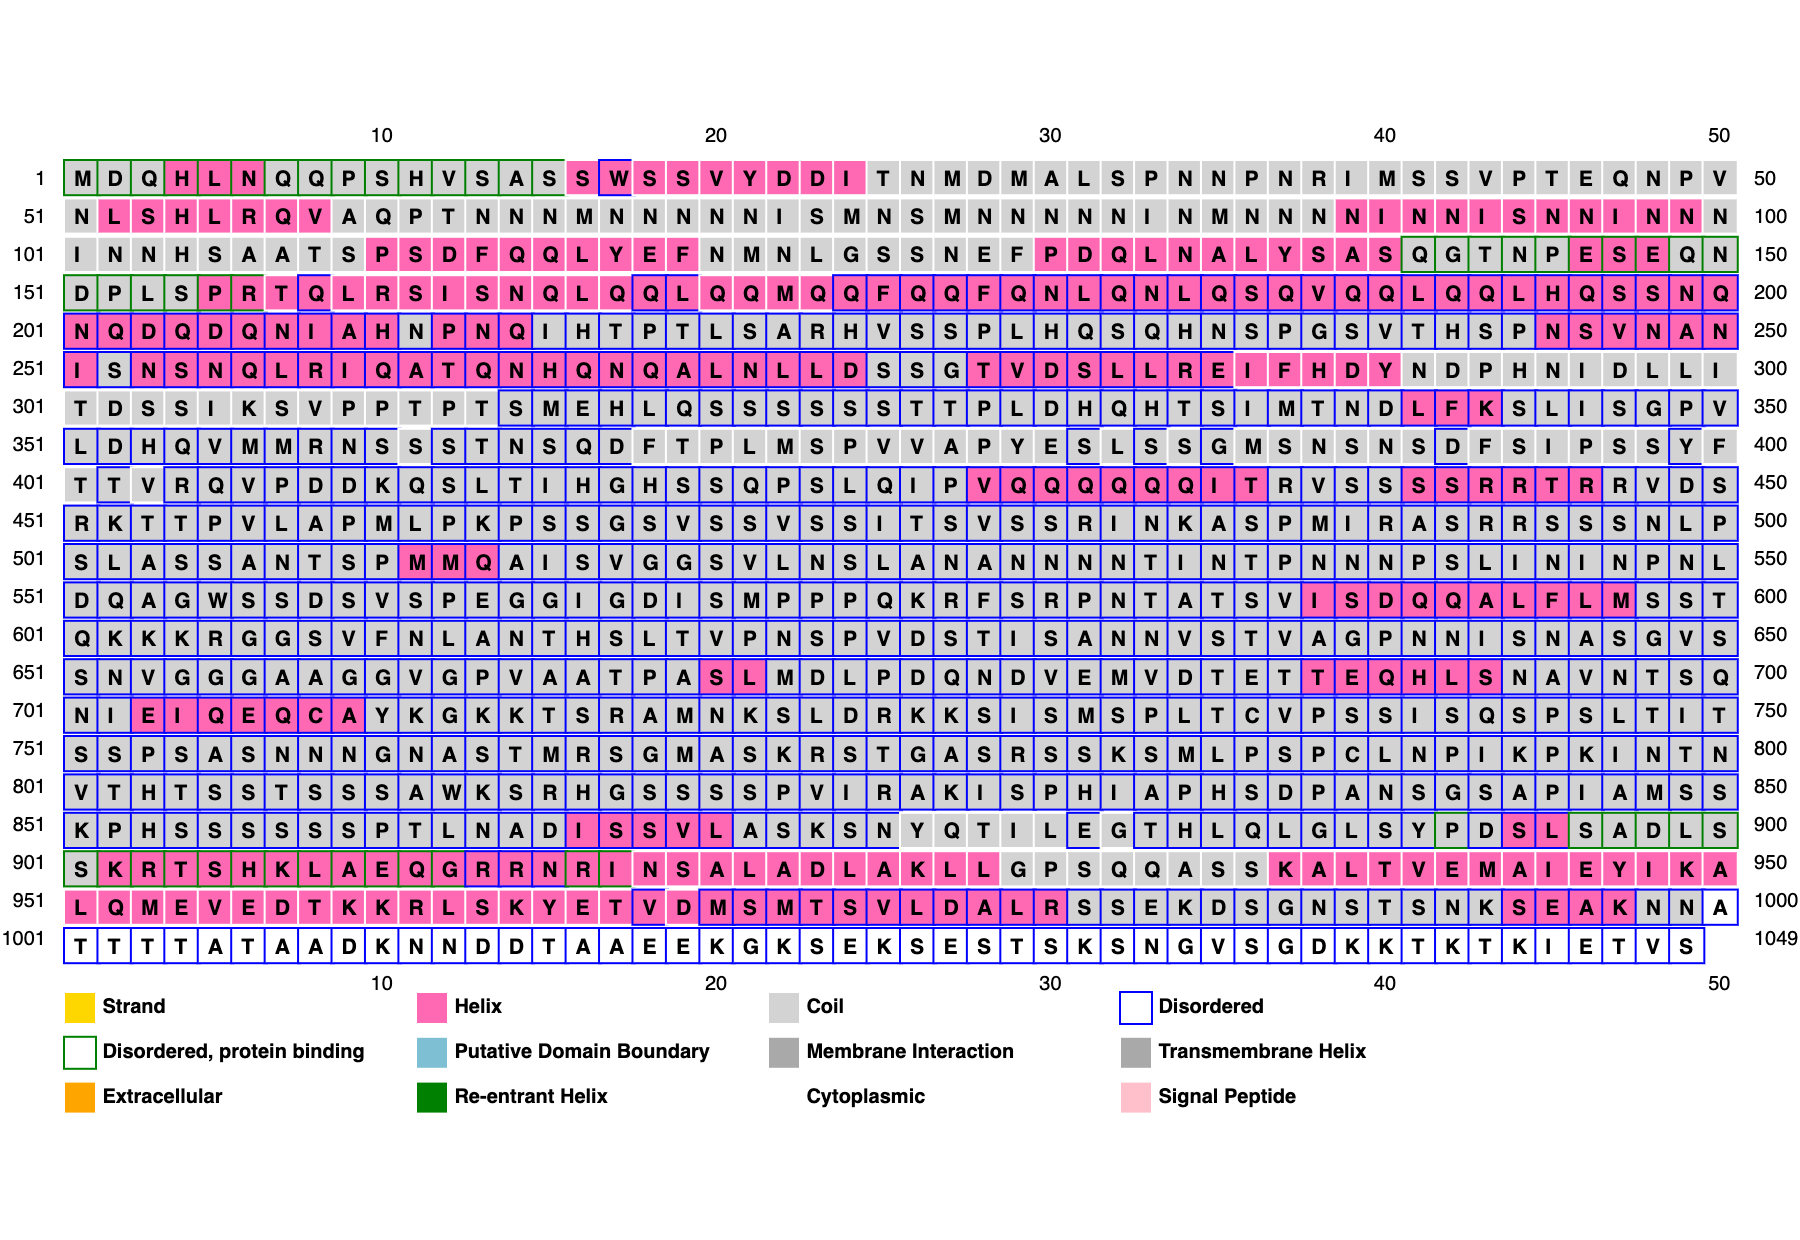 10 20 30 40 50
1 M D Q H L N Q Q P S H V S A S S W S S V Y D D I T N M D M A L S P N N P N R I M S S V P T E Q N P V 50
51 N L S H L R Q V A Q P T N N N M N N N N N I S M N S M N N N N N I N M N N N N I N N I S N N I N N N 100
101 I N N H S A A T S P S D F Q Q L Y E F N M N L G S S N E F P D Q L N A L Y S A S Q G T N P E S E Q N 150
151 D P L S P R T Q L R S I S N Q L Q Q L Q Q M Q Q F Q Q F Q N L Q N L Q S Q V Q Q L Q Q L H Q S S N Q 200
201 N Q D Q D Q N I A H N P N Q I H T P T L S A R H V S S P L H Q S Q H N S P G S V T H S P N S V N A N 250
251 I S N S N Q L R I Q A T Q N H Q N Q A L N L L D S S G T V D S L L R E I F H D Y N D P H N I D L L I 300
301 T D S S I K S V P P T P T S M E H L Q S S S S S S T T P L D H Q H T S I M T N D L F K S L I S G P V 350
351 L D H Q V M M R N S S S T N S Q D F T P L M S P V V A P Y E S L S S G M S N S N S D F S I P S S Y F 400
401 T T V R Q V P D D K Q S L T I H G H S S Q P S L Q I P V Q Q Q Q Q Q I T R V S S S S R R T R R V D S 450
451 R K T T P V L A P M L P K P S S G S V S S V S S I T S V S S R I N K A S P M I R A S R R S S S N L P 500
501 S L A S S A N T S P M M Q A I S V G G S V L N S L A N A N N N N T I N T P N N N P S L I N I N P N L 550
551 D Q A G W S S D S V S P E G G I G D I S M P P P Q K R F S R P N T A T S V I S D Q Q A L F L M S S T 600
601 Q K K K R G G S V F N L A N T H S L T V P N S P V D S T I S A N N V S T V A G P N N I S N A S G V S 650
651 S N V G G G A A G G V G P V A A T P A S L M D L P D Q N D V E M V D T E T T E Q H L S N A V N T S Q 700
701 N I E I Q E Q C A Y K G K K T S R A M N K S L D R K K S I S M S P L T C V P S S I S Q S P S L T I T 750
751 S S P S A S N N N G N A S T M R S G M A S K R S T G A S R S S K S M L P S P C L N P I K P K I N T N 800
801 V T H T S S T S S S A W K S R H G S S S S P V I R A K I S P H I A P H S D P A N S G S A P I A M S S 850
851 K P H S S S S S S P T L N A D I S S V L A S K S N Y Q T I L E G T H L Q L G L S Y P D S L S A D L S 900
901 S K R T S H K L A E Q G R R N R I N S A L A D L A K L L G P S Q Q A S S K A L T V E M A I E Y I K A 950
951 L Q M E V E D T K K R L S K Y E T V D M S M T S V L D A L R S S E K D S G N S T S N K S E A K N N A 1000
1001 T T T T A T A A D K N N D D T A A E E K G K S E K S E S T S K S N G V S G D K K T K T K I E T V S 1049
10 20 30 40 50
Strand Helix Coil Disordered
Disordered, protein binding Putative Domain Boundary Membrane Interaction Transmembrane Helix
Extracellular Re-entrant Helix Cytoplasmic Signal Peptide